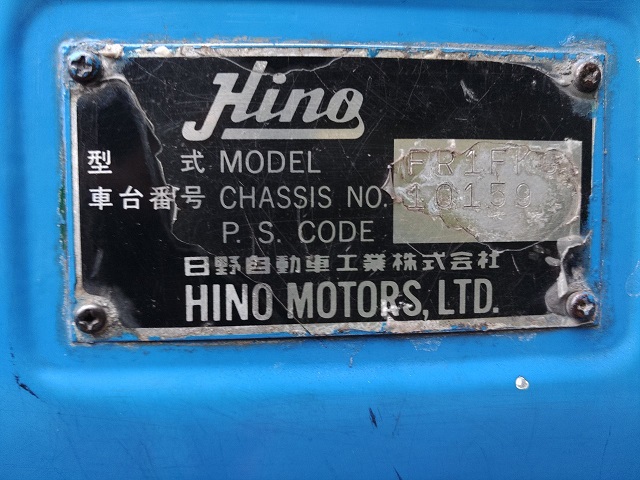 Hino
型 式 MODEL
車台番号 CHASSIS NO. 10159
P. S. CODE
日野自動車工業株式会社
HINO MOTORS, LTD.